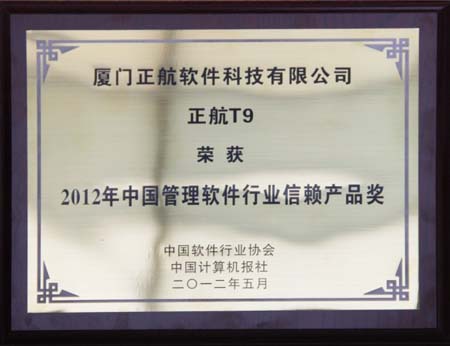 厦门正航软件科技有限公司
正航T9
荣获
2012年中国管理软件行业信赖产品奖
中国软件行业协会
中国计算机报社
二〇一二年五月